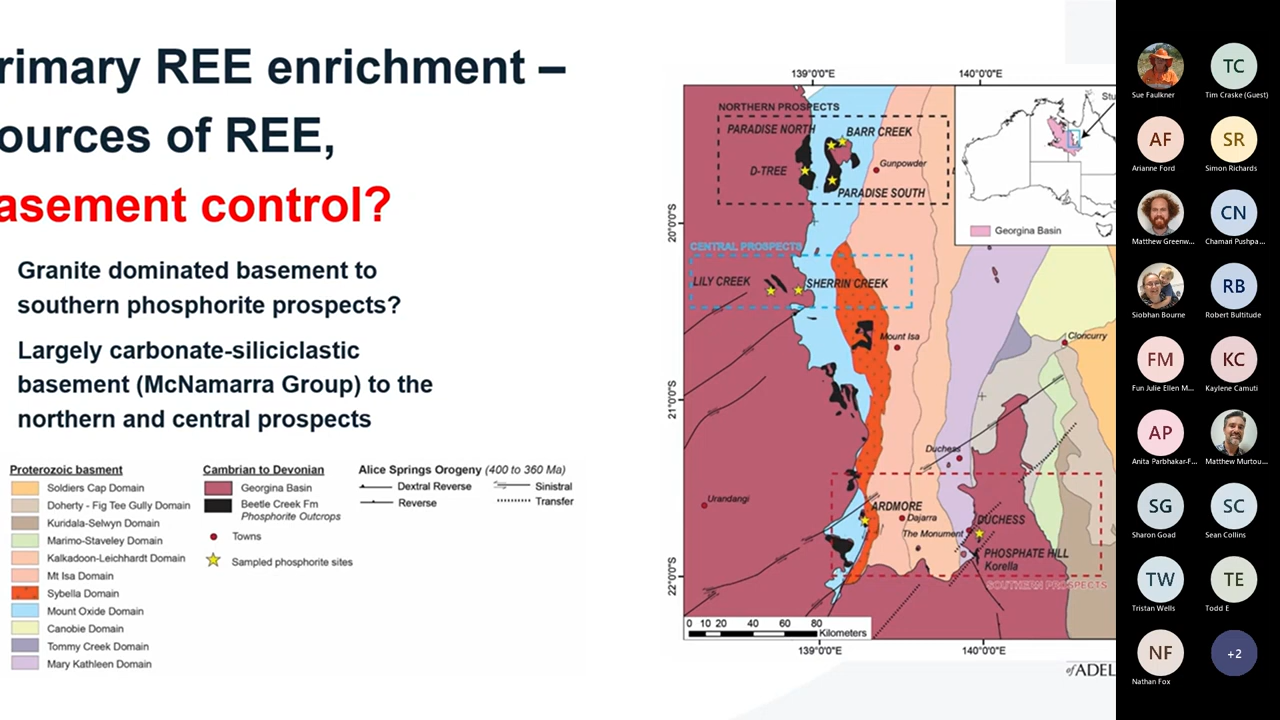 rimary REE enrichment –
ources of REE,
asement control?
Granite dominated basement to
southern phosphorite prospects?
Largely carbonate-siliciclastic
basement (McNamarra Group) to the
northern and central prospects
Proterozoic basment
Soldiers Cap Domain
Doherty - Fig Tee Gully Domain
Kuridala-Selwyn Domain
Marimo-Staveley Domain
Kalkadoon-Leichhardt Domain
Mt Isa Domain
Sybella Domain
Mount Oxide Domain
Canobie Domain
Tommy Creek Domain
Mary Kathleen Domain
Cambrian to Devonian
Georgina Basin
Beetle Creek Fm
Phosphorite Outcrops
Towns
Sampled phosphorite sites
Alice Springs Orogeny (400 to 360 Ma)
Dextral Reverse
Sinistral
Reverse
Transfer
139°0'0"E
140°0'0"E
NORTHERN PROSPECTS
PARADISE NORTH
BARR CREEK
D-TREE
Gunpowder
PARADISE SOUTH
Stu
Georgina Basin
20°0'0"S
CENTRAL PROSPECTS
LILY CREEK
SHERRIN CREEK
Mount Isa
Cloncurry
21°0'0"S
Duchess
Urandangi
ARDMORE
Dajarra
DUCHESS
The Monument
PHOSPHATE HILL
Korella
22°0'0"S
SOUTHERN PROSPECTS
0 10 20 40 60 80
Kilometers
139°0'0"E
140°0'0"E
of ADEL
Sue Faulkner
TC
Tim Craske (Guest)
AF
Arianne Ford
SR
Simon Richards
Matthew Greenw...
CN
Chamari Pushpa...
Siobhan Bourne
RB
Robert Bultitude
FM
Fun Julie Ellen M...
KC
Kaylene Camuti
AP
Anita Parbhakar-F...
Matthew Murtou...
SG
Sharon Goad
SC
Sean Collins
TW
Tristan Wells
TE
Todd E
NF
Nathan Fox
+2